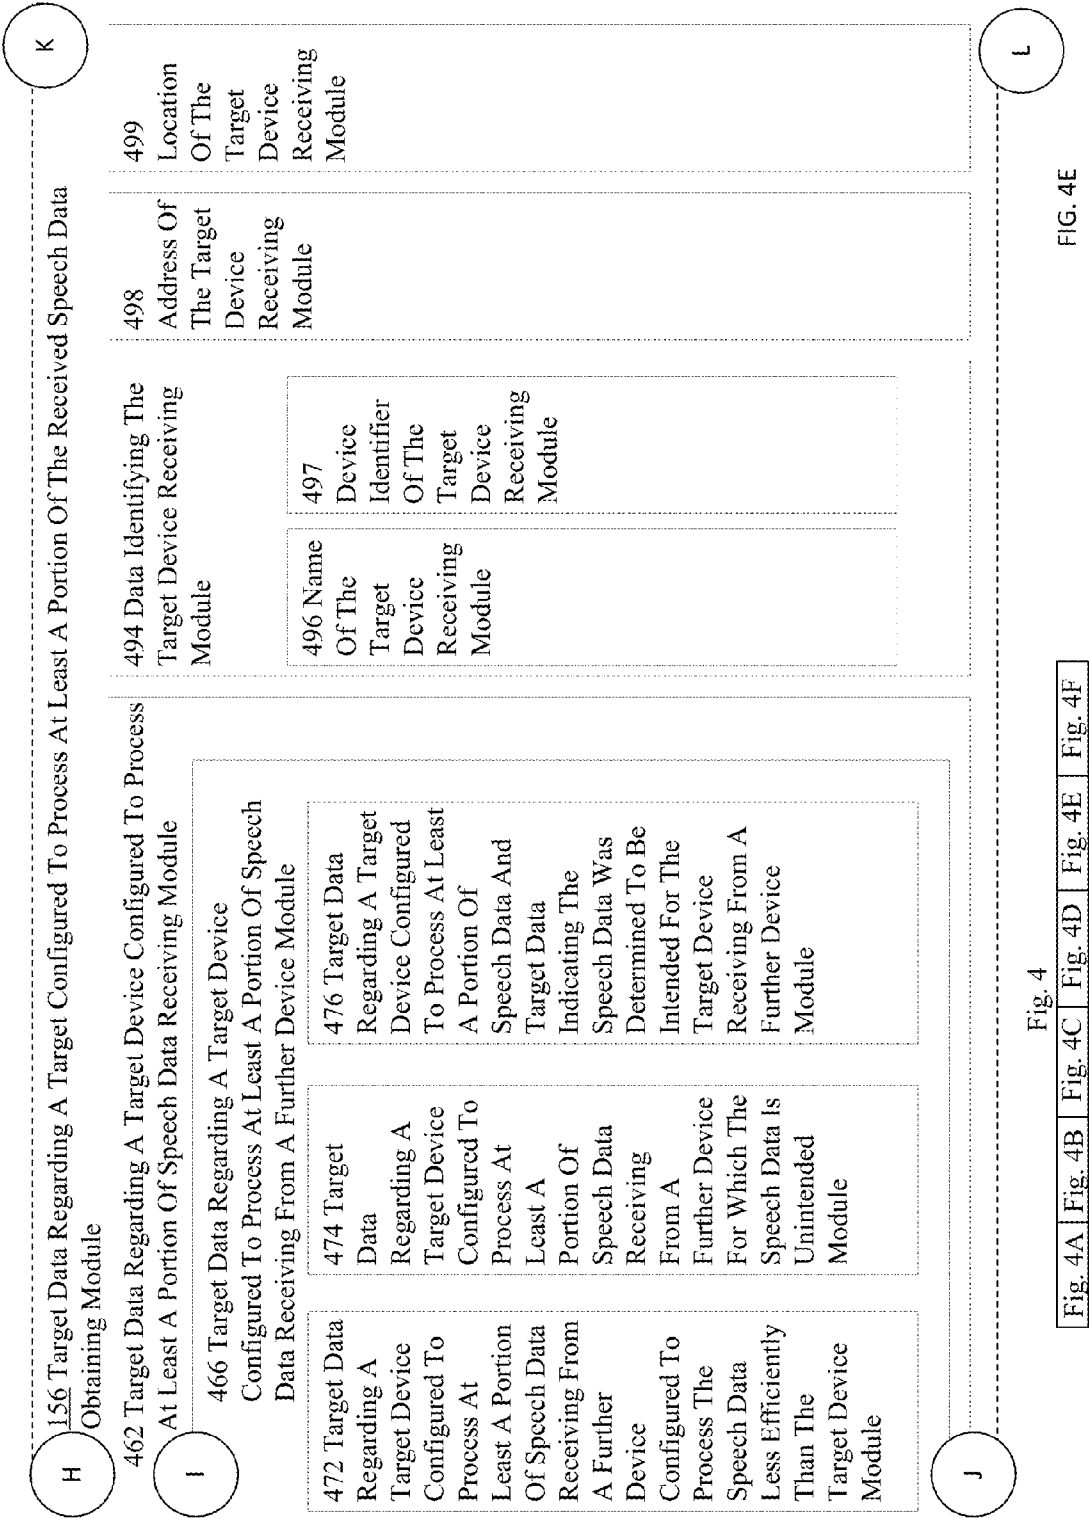 H
K
156 Target Data Regarding A Target Configured To Process At Least A Portion Of The Received Speech Data
Obtaining Module
I
462 Target Data Regarding A Target Device Configured To Process
At Least A Portion Of Speech Data Receiving Module
466 Target Data Regarding A Target Device
Configured To Process At Least A Portion Of Speech
Data Receiving From A Further Device Module
472 Target Data
Regarding A
Target Device
Configured To
Process At
Least A Portion
Of Speech Data
Receiving From
A Further
Device
Configured To
Process The
Speech Data
Less Efficiently
Than The
Target Device
Module
474 Target
Data
Regarding A
Target Device
Configured To
Process At
Least A
Portion Of
Speech Data
Receiving
From A
Further Device
For Which The
Speech Data Is
Unintended
Module
476 Target Data
Regarding A Target
Device Configured
To Process At Least
A Portion Of
Speech Data And
Target Data
Indicating The
Speech Data Was
Determined To Be
Intended For The
Target Device
Receiving From A
Further Device
Module
494 Data Identifying The
Target Device Receiving
Module
496 Name
Of The
Target
Device
Receiving
Module
497
Device
Identifier
Of The
Target
Device
Receiving
Module
498
Address Of
The Target
Device
Receiving
Module
499
Location
Of The
Target
Device
Receiving
Module
J
L
Fig. 4
Fig. 4A Fig. 4B Fig. 4C Fig. 4D Fig. 4E Fig. 4F
FIG. 4E